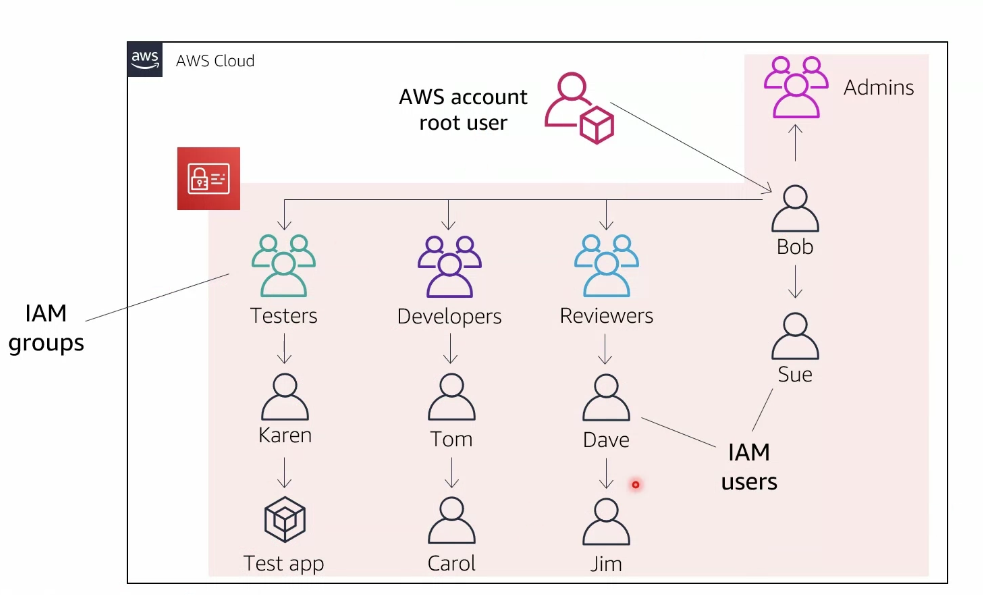 aws
AWS Cloud
AWS account
root user
Admins
Bob
IAM
groups
Testers
Developers
Reviewers
Sue
Karen
Tom
Dave
IAM
users
Test app
Carol
Jim